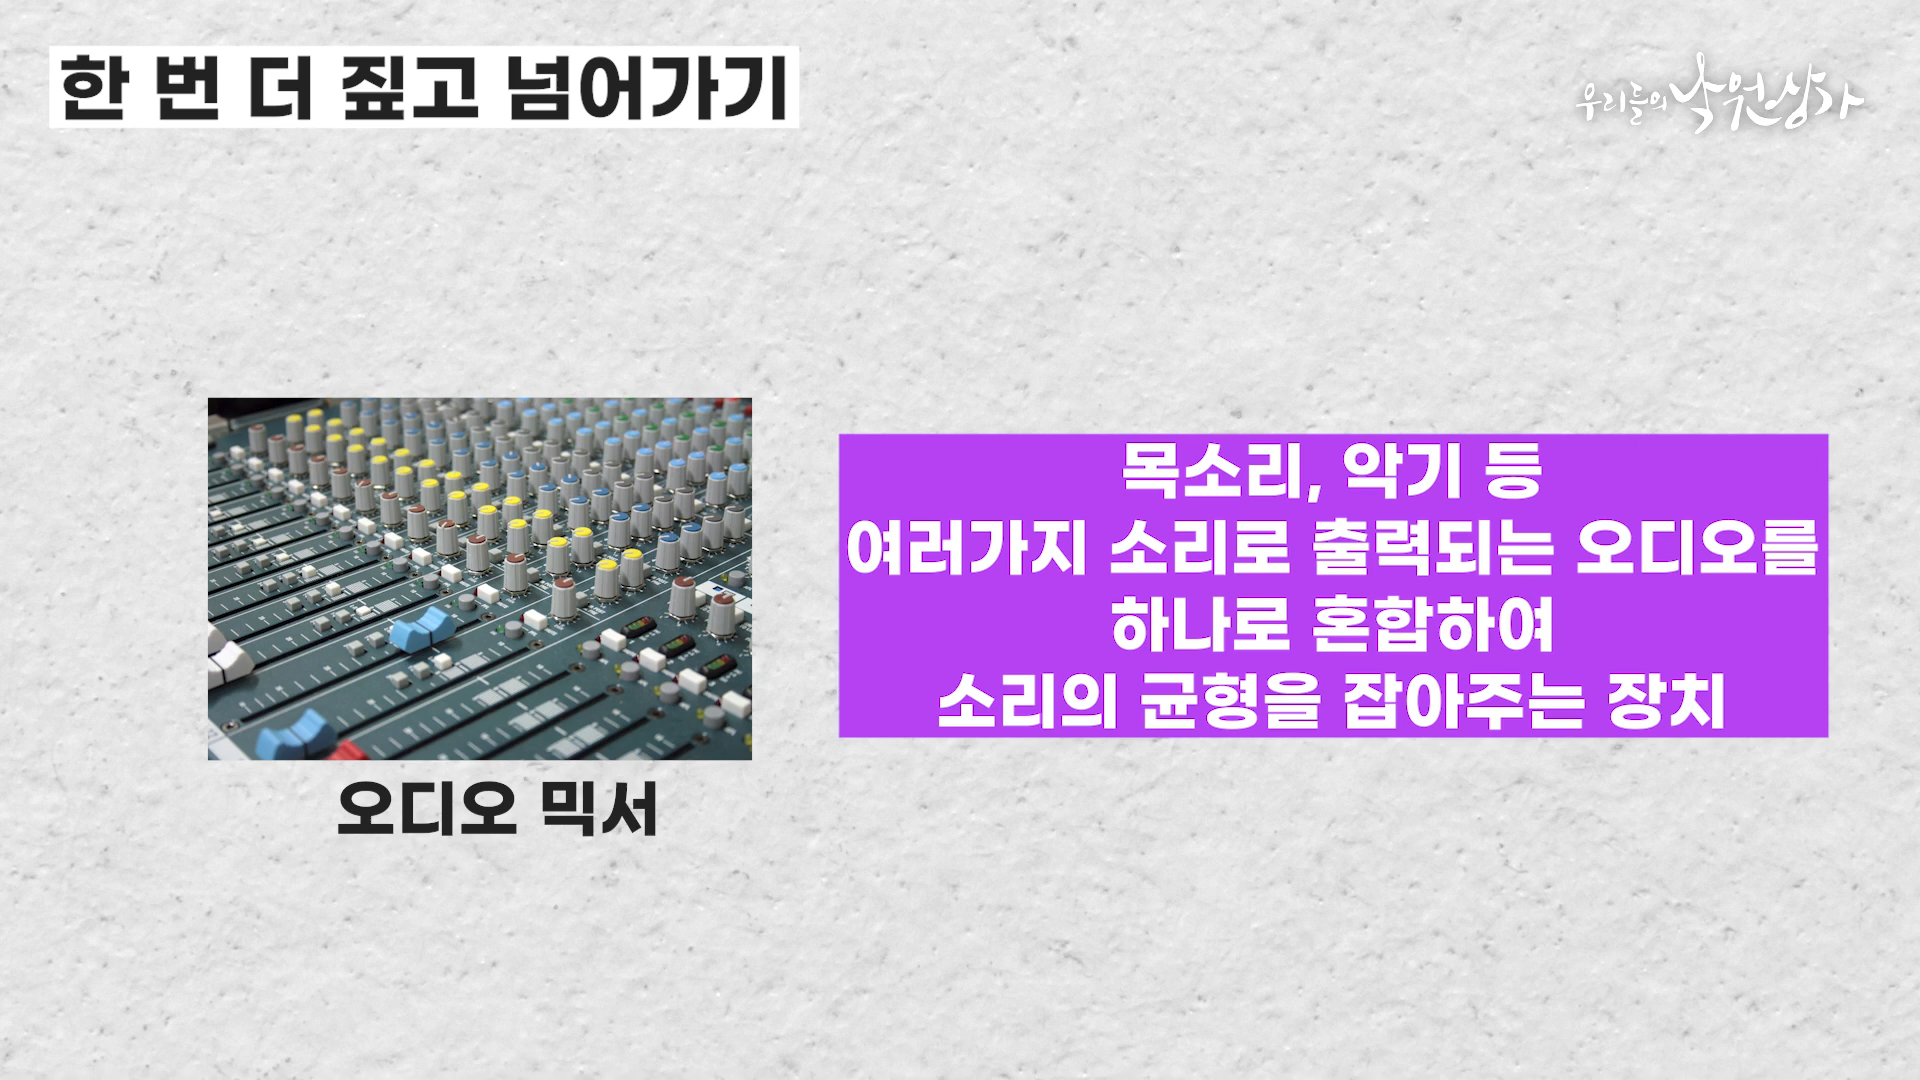 한 번 더 짚고 넘어가기
우리들의 낙원상가
목소리, 악기 등
여러가지 소리로 출력되는 오디오를
하나로 혼합하여
소리의 균형을 잡아주는 장치
오디오 믹서